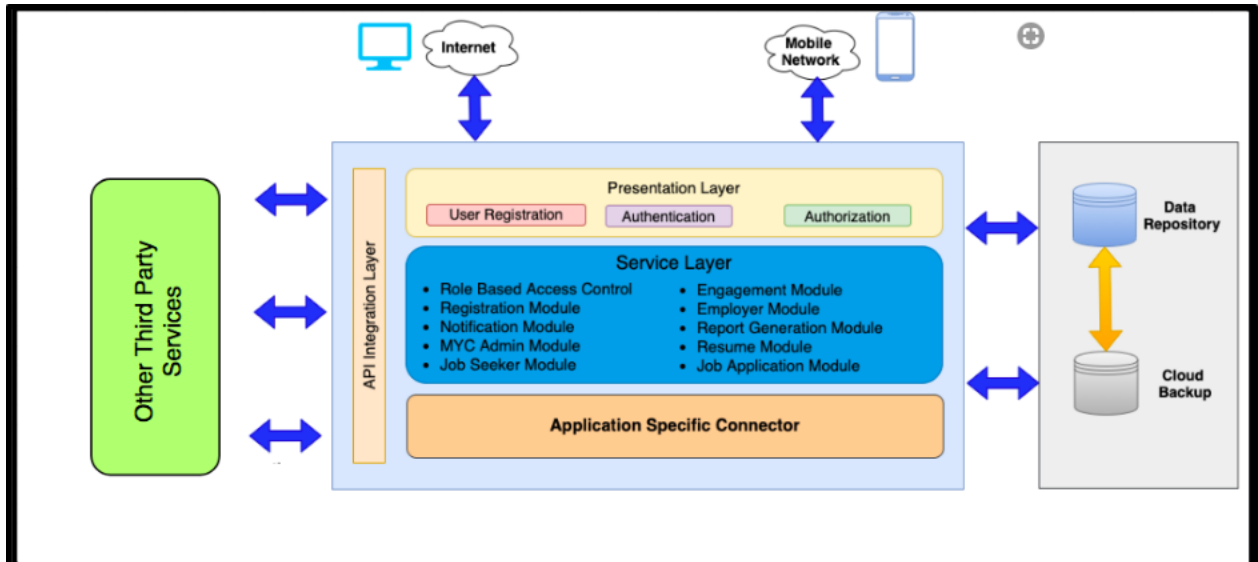 Internet
Mobile
Network
Other Third Party
Services
API Integration Layer
Presentation Layer
User Registration
Authentication
Authorization
Service Layer
• Role Based Access Control
• Registration Module
• Notification Module
• MYC Admin Module
• Job Seeker Module
• Engagement Module
• Employer Module
• Report Generation Module
• Resume Module
• Job Application Module
Application Specific Connector
Data
Repository
Cloud
Backup